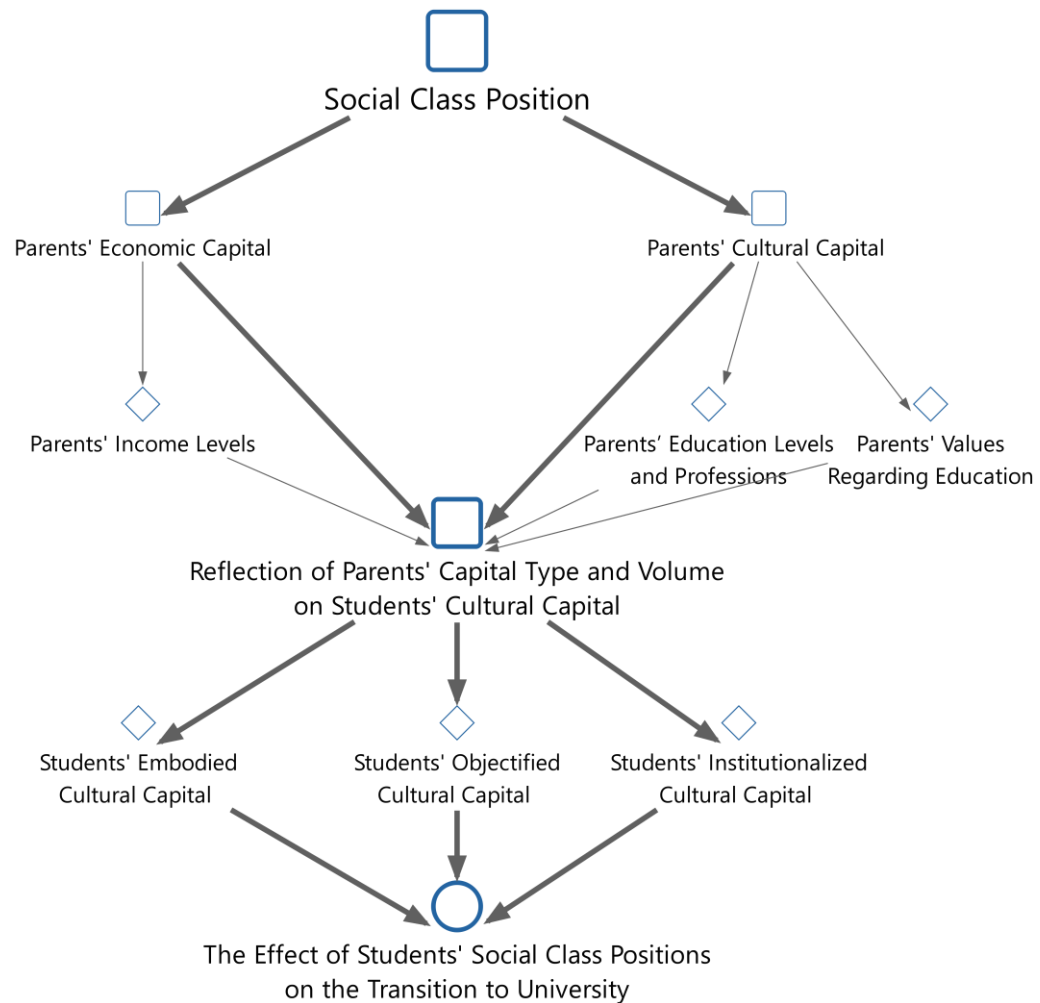 Social Class Position
Parents' Economic Capital
Parents' Cultural Capital
Parents' Income Levels
Parents’ Education Levels
and Professions
Parents' Values
Regarding Education
Reflection of Parents' Capital Type and Volume
on Students' Cultural Capital
Students' Embodied
Cultural Capital
Students' Objectified
Cultural Capital
Students' Institutionalized
Cultural Capital
The Effect of Students' Social Class Positions
on the Transition to University